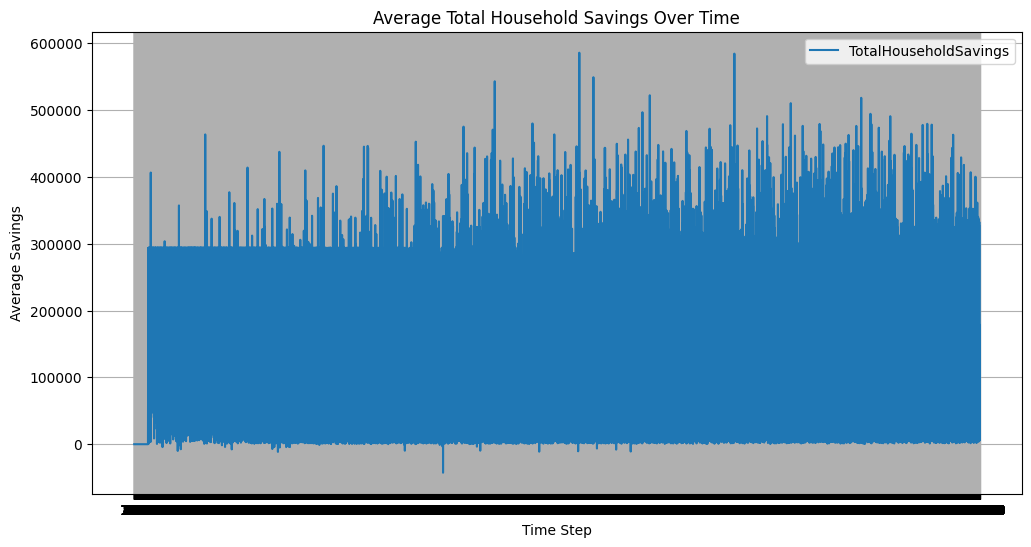 Average Total Household Savings Over Time
TotalHouseholdSavings
600000
500000
400000
300000
200000
100000
0
Average Savings
Time Step